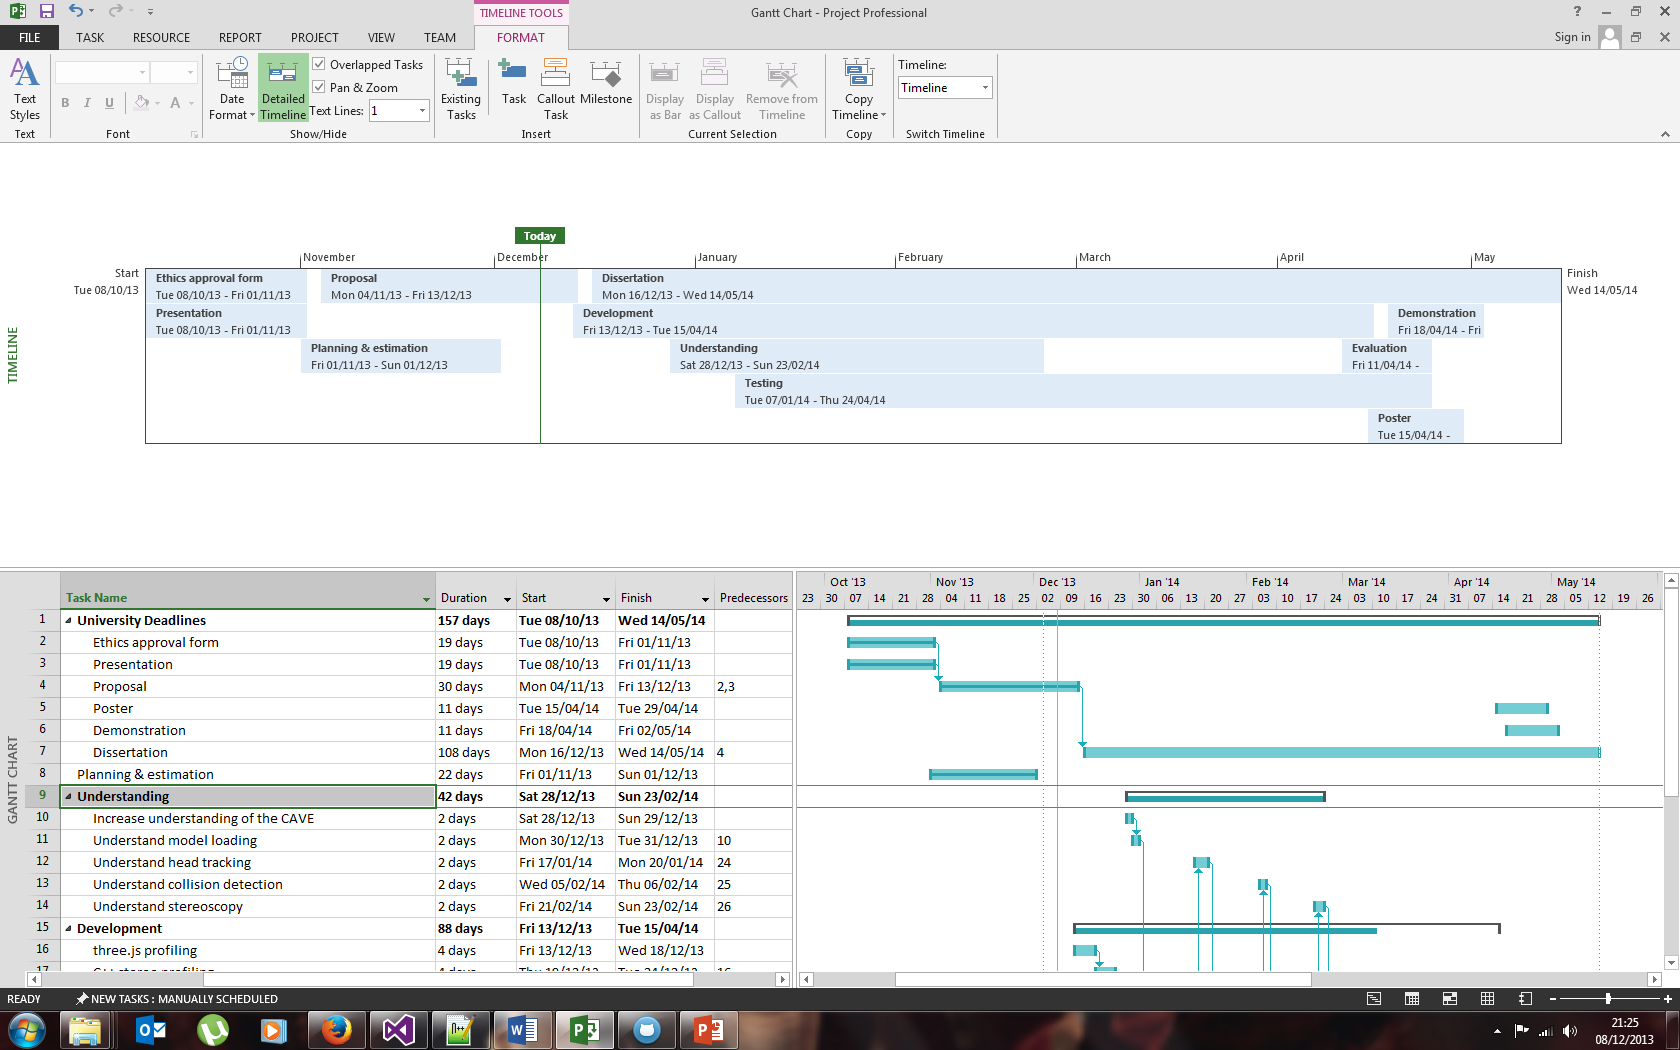 Gantt Chart - Project Professional
TIMELINE TOOLS
FILE TASK RESOURCE REPORT PROJECT VIEW TEAM FORMAT
Sign in
Text Styles
Text
B I U A
Font
Date Format
Detailed Timeline
Overlapped Tasks
Pan & Zoom
Text Lines: 1
Show/Hide
Existing Tasks
Task
Callout Task
Milestone
Insert
Display as Bar
Display as Callout
Remove from Timeline
Current Selection
Copy Timeline
Copy
Timeline:
Timeline
Switch Timeline
TIMELINE
Today
November December January February March April May
Start
Tue 08/10/13
Finish
Wed 14/05/14
Ethics approval form
Tue 08/10/13 - Fri 01/11/13
Proposal
Mon 04/11/13 - Fri 13/12/13
Dissertation
Mon 16/12/13 - Wed 14/05/14
Presentation
Tue 08/10/13 - Fri 01/11/13
Development
Fri 13/12/13 - Tue 15/04/14
Demonstration
Fri 18/04/14 - Fri
Planning & estimation
Fri 01/11/13 - Sun 01/12/13
Understanding
Sat 28/12/13 - Sun 23/02/14
Evaluation
Fri 11/04/14 -
Testing
Tue 07/01/14 - Thu 24/04/14
Poster
Tue 15/04/14 -
GANTT CHART
Task Name Duration Start Finish Predecessors
1 University Deadlines 157 days Tue 08/10/13 Wed 14/05/14
2 Ethics approval form 19 days Tue 08/10/13 Fri 01/11/13
3 Presentation 19 days Tue 08/10/13 Fri 01/11/13
4 Proposal 30 days Mon 04/11/13 Fri 13/12/13 2,3
5 Poster 11 days Tue 15/04/14 Tue 29/04/14
6 Demonstration 11 days Fri 18/04/14 Fri 02/05/14
7 Dissertation 108 days Mon 16/12/13 Wed 14/05/14 4
8 Planning & estimation 22 days Fri 01/11/13 Sun 01/12/13
9 Understanding 42 days Sat 28/12/13 Sun 23/02/14
10 Increase understanding of the CAVE 2 days Sat 28/12/13 Sun 29/12/13
11 Understand model loading 2 days Mon 30/12/13 Tue 31/12/13 10
12 Understand head tracking 2 days Fri 17/01/14 Mon 20/01/14 24
13 Understand collision detection 2 days Wed 05/02/14 Thu 06/02/14 25
14 Understand stereoscopy 2 days Fri 21/02/14 Sun 23/02/14 26
15 Development 88 days Fri 13/12/13 Tue 15/04/14
16 three.js profiling 4 days Fri 13/12/13 Wed 18/12/13
Oct '13 Nov '13 Dec '13 Jan '14 Feb '14 Mar '14 Apr '14 May '14
23 30 07 14 21 28 04 11 18 25 02 09 16 23 30 06 13 20 27 03 10 17 24 03 10 17 24 31 07 14 21 28 05 12 19 26
READY NEW TASKS : MANUALLY SCHEDULED
21:25
08/12/2013